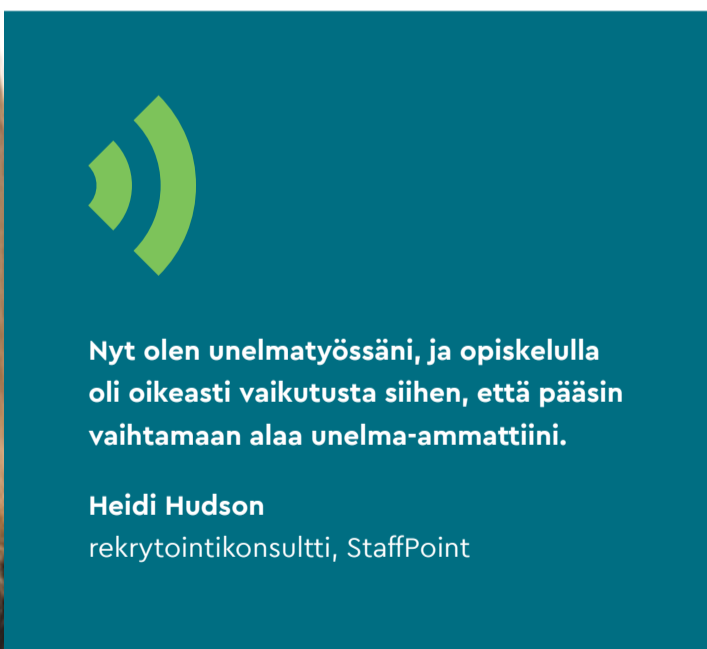 Nyt olen unelmatyössäni, ja opiskelulla
oli oikeasti vaikutusta siihen, että pääsin
vaihtamaan alaa unelma-ammattiini.
Heidi Hudson
rekrytointikonsultti, StaffPoint